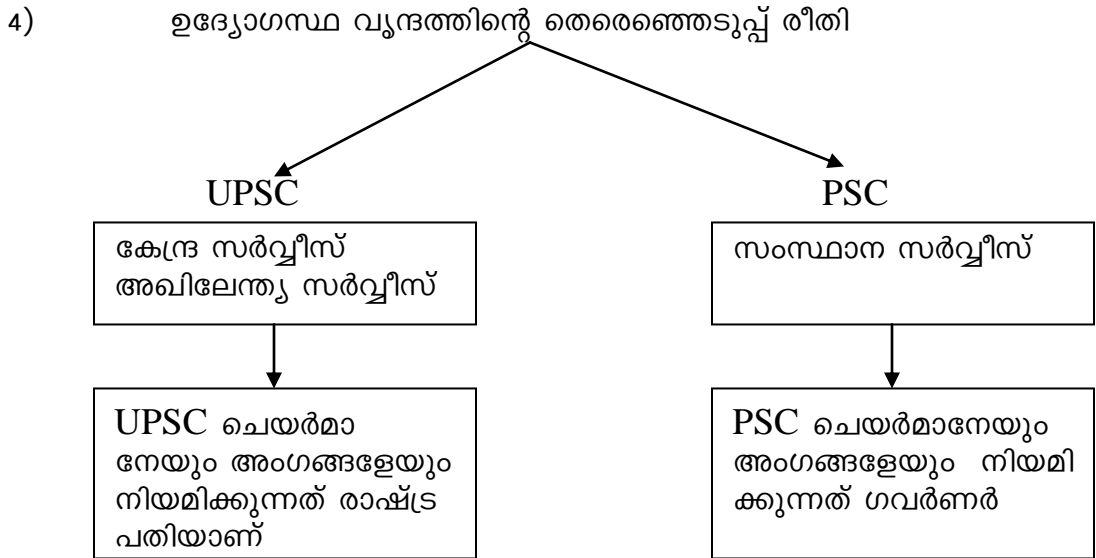 4) ഉദ്യോഗസ്ഥ വൃന്ദത്തിന്റെ തെരെഞ്ഞെടുപ്പ് രീതി
UPSC
കേന്ദ്ര സർവ്വീസ്
അഖിലേന്ത്യ സർവ്വീസ്
UPSC ചെയർമാ
നേയും അംഗങ്ങളേയും
നിയമിക്കുന്നത് രാഷ്ട്ര
പതിയാണ്
PSC
സംസ്ഥാന സർവ്വീസ്
PSC ചെയർമാനേയും
അംഗങ്ങളേയും നിയമി
ക്കുന്നത് ഗവർണർ